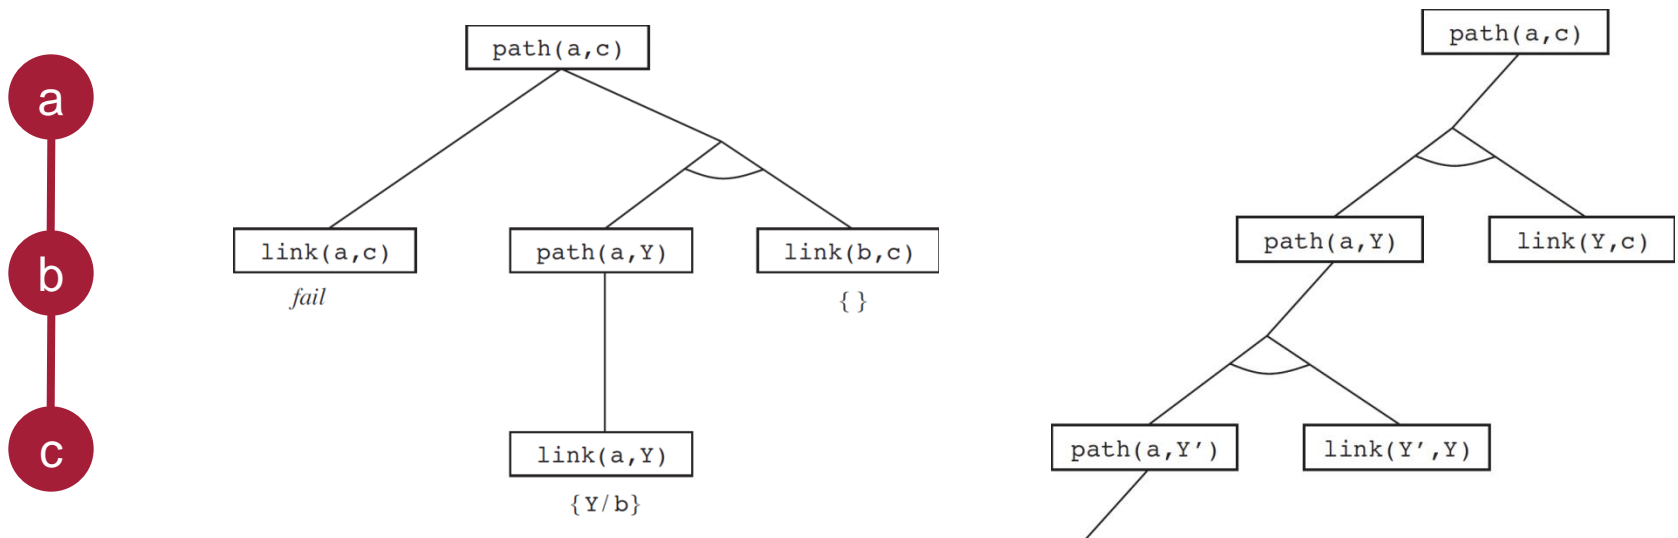 a
b
c
path(a,c)
link(a,c)
path(a,Y)
link(b,c)
fail
{ }
link(a,Y)
{Y/b}
path(a,c)
path(a,Y)
link(Y,c)
path(a,Y’)
link(Y’,Y)